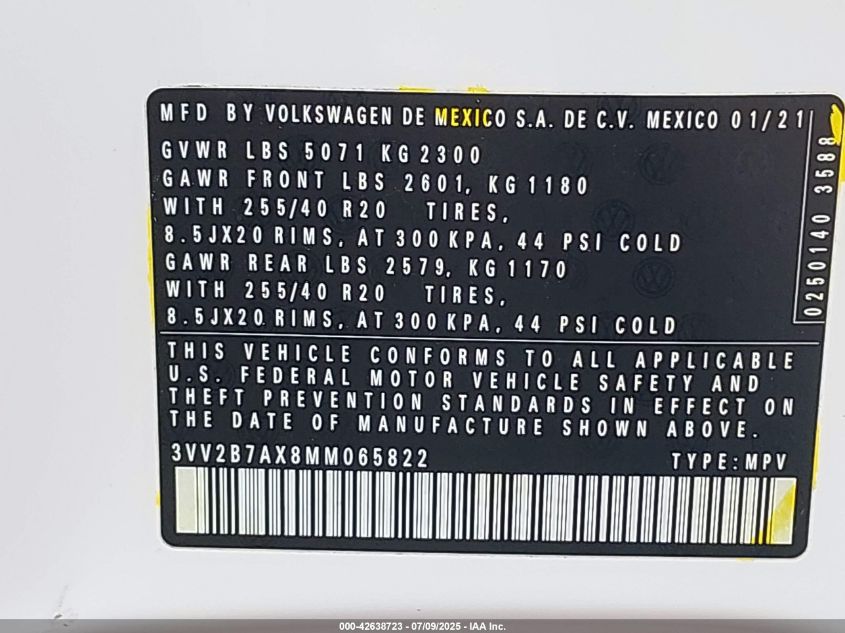 MFD BY VOLKSWAGEN DE MEXICO S.A. DE C.V. MEXICO 01/21
GVWR LBS 5071 KG 2300
GAWR FRONT LBS 2601, KG 1180
WITH 255/40 R20 TIRES,
8.5JX20 RIMS, AT 300 KPA, 44 PSI COLD
GAWR REAR LBS 2579, KG 1170
WITH 255/40 R20 TIRES,
8.5JX20 RIMS, AT 300 KPA, 44 PSI COLD
0250140 3588
THIS VEHICLE CONFORMS TO ALL APPLICABLE
U.S. FEDERAL MOTOR VEHICLE SAFETY AND
THEFT PREVENTION STANDARDS IN EFFECT ON
THE DATE OF MANUFACTURE SHOWN ABOVE.
3VV2B7AX8MM065822 TYPE: MPV
000-42638723 - 07/09/2025 - IAA Inc.